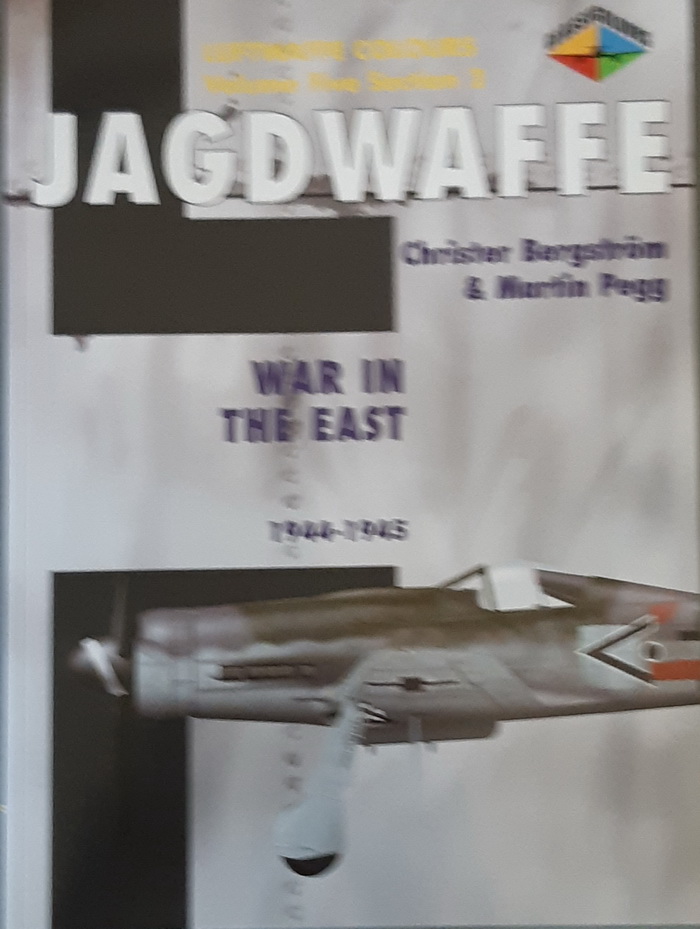 LUFTWAFFE COLOURS
Volume Five Section 2
JAGDWAFFE
Christer Bergström
& Martin Pegg
WAR IN
THE EAST
1944-1945